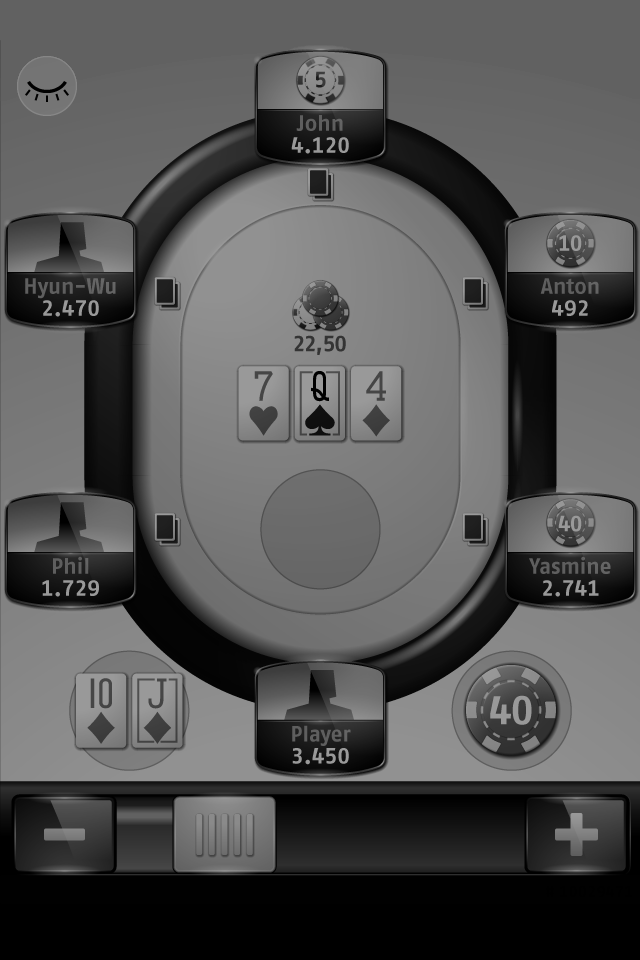 5
John
4.120
Hyun-Wu
2.470
10
Anton
492
22,50
7 Q 4
Phil
1.729
40
Yasmine
2.741
10 J
Player
3.450
40